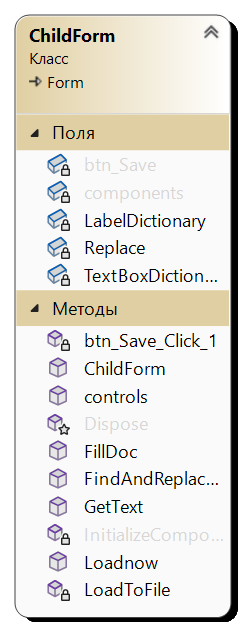 ChildForm
Класс
Form
Поля
btn_Save
components
LabelDictionary
Replace
TextBoxDiction...
Методы
btn_Save_Click_1
ChildForm
controls
Dispose
FillDoc
FindAndReplac...
GetText
InitializeCompo...
Loadnow
LoadToFile